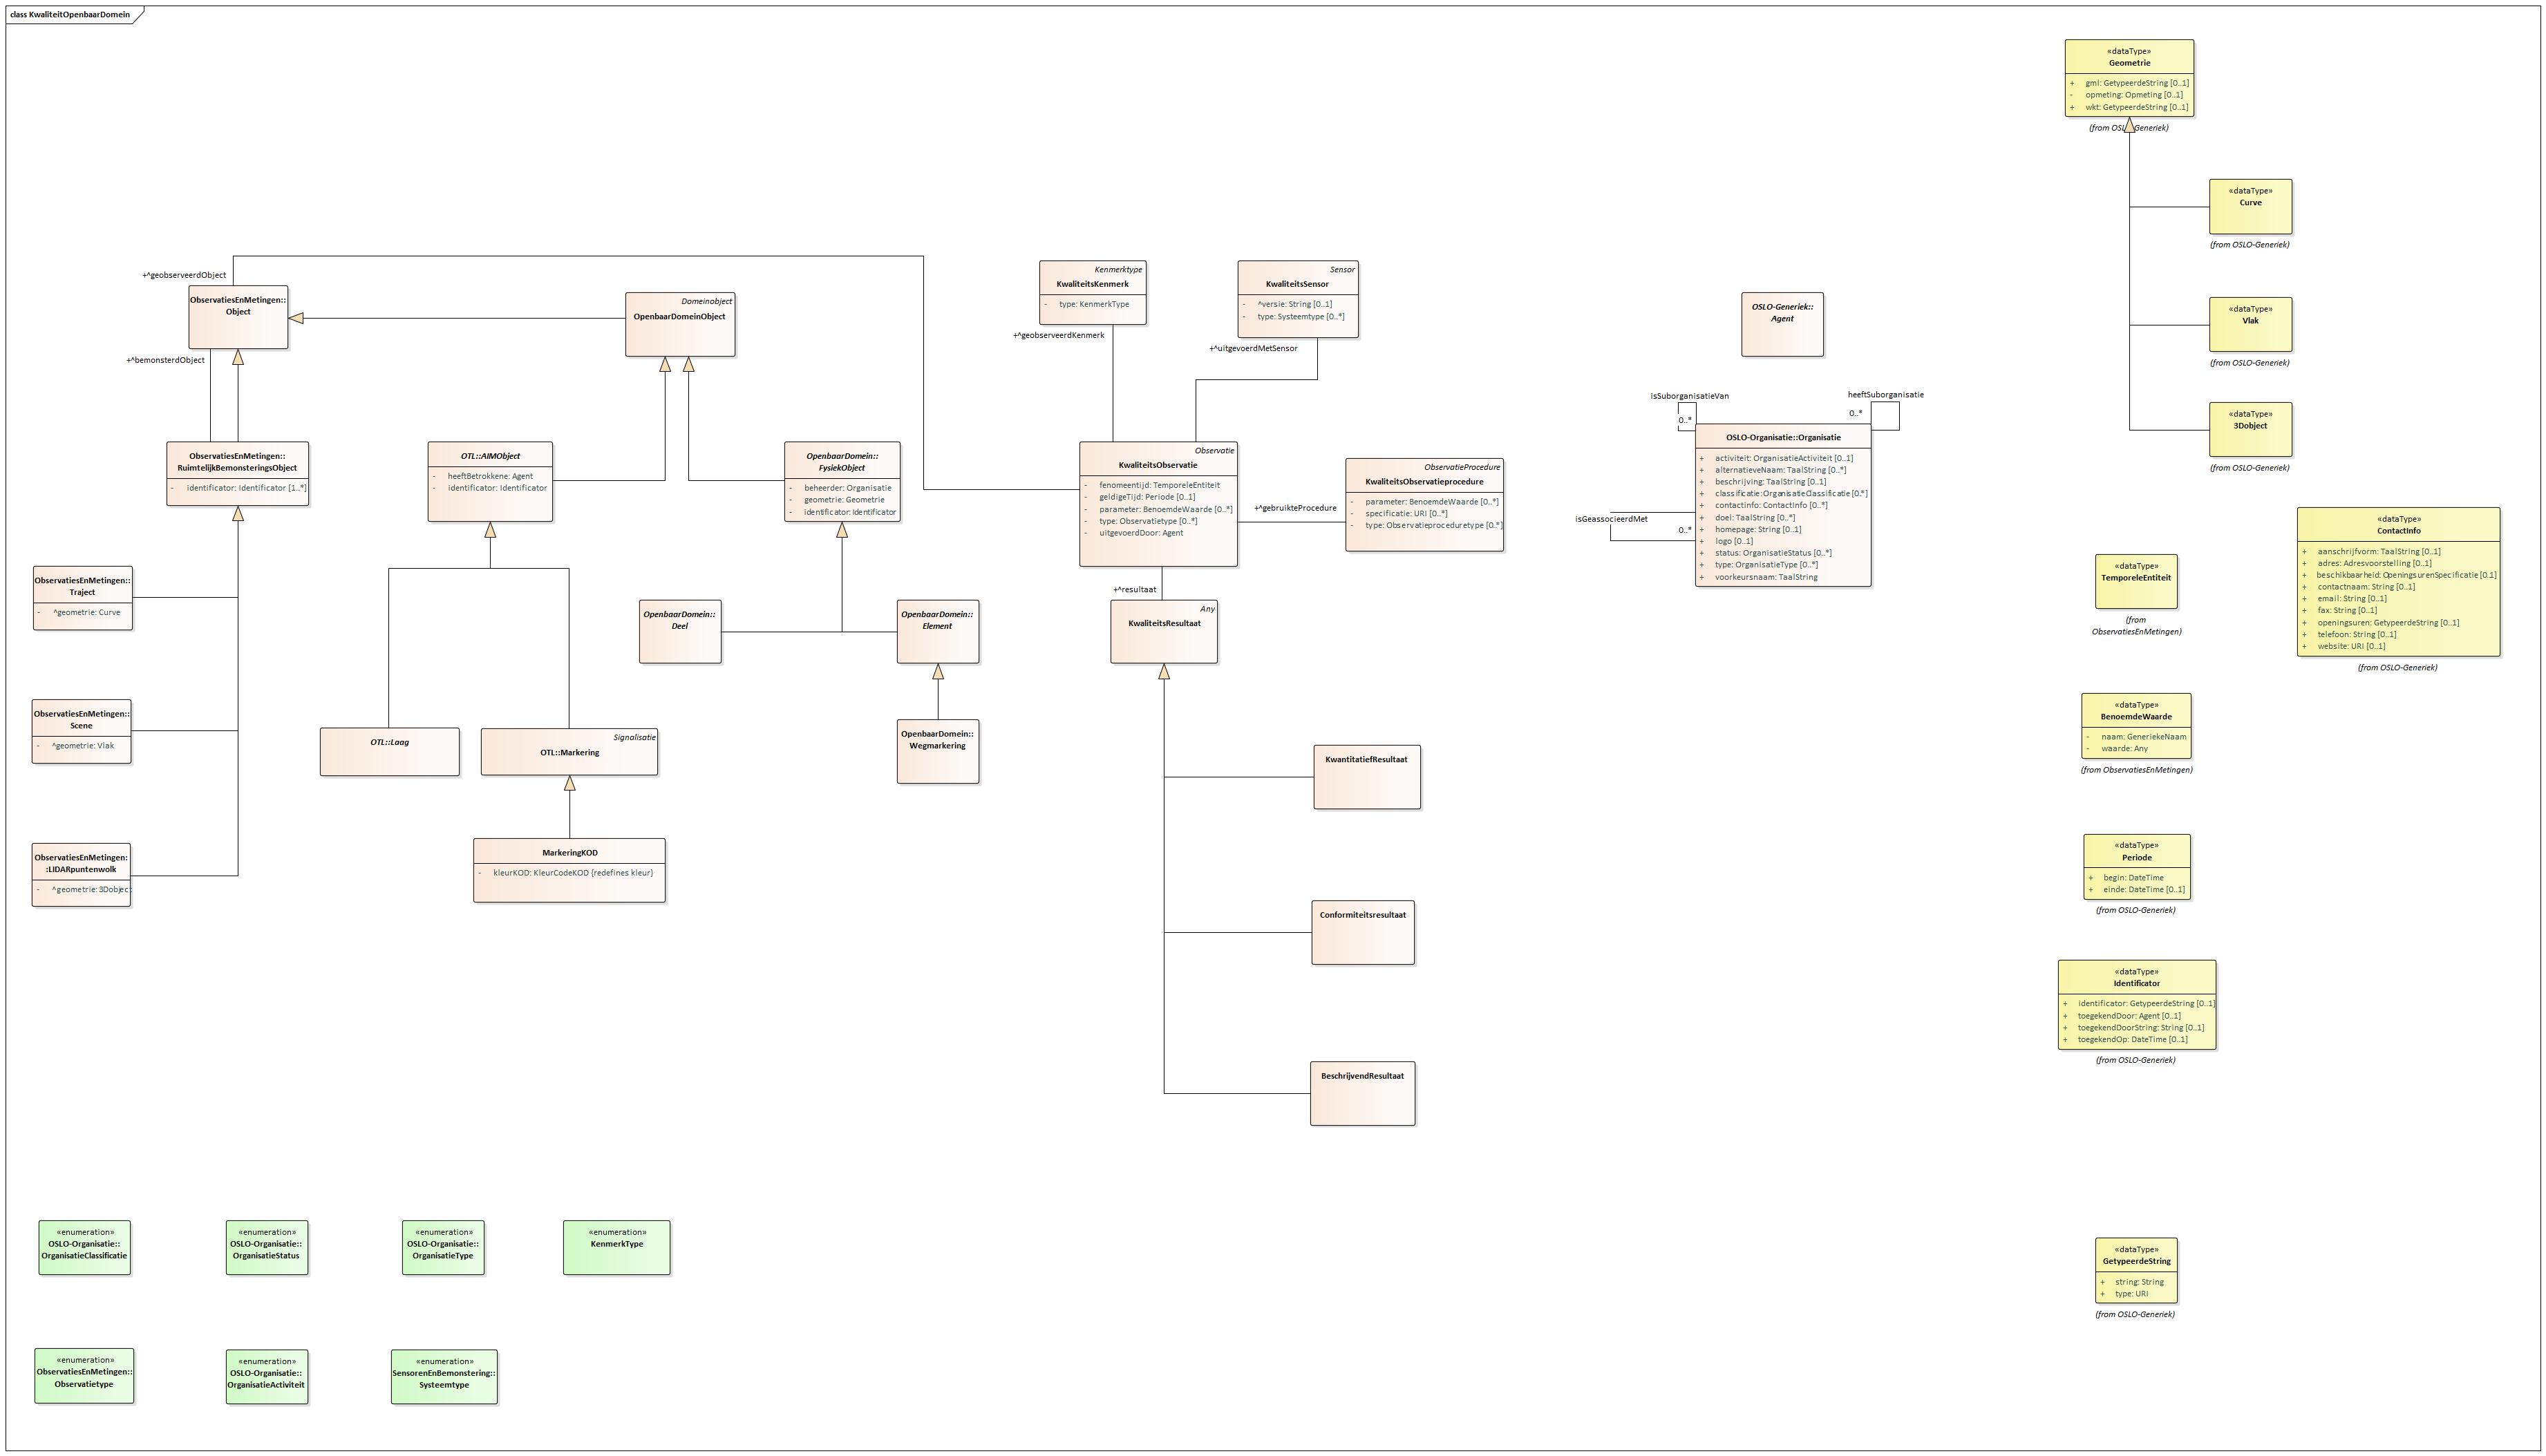 class KwaliteitOpenbaarDomein
«dataType»
Geometrie
+ gml: GetypeerdeString [0..1]
- opmeting: Opmeting [0..1]
+ wkt: GetypeerdeString [0..1]
(from OSLO-Generiek)
«dataType»
Curve
(from OSLO-Generiek)
«dataType»
Vlak
(from OSLO-Generiek)
«dataType»
3Dobject
(from OSLO-Generiek)
+^geobserveerdObject
ObservatiesEnMetingen::
Object
+^bemonsterdObject
Domeinobject
OpenbaarDomeinObject
Kenmerktype
KwaliteitsKenmerk
- type: KenmerkType
+^geobserveerdKenmerk
Sensor
KwaliteitsSensor
- ^versie: String [0..1]
- type: Systeemtype [0..*]
+^uitgevoerdMetSensor
OSLO-Generiek::
Agent
ObservatiesEnMetingen::
RuimtelijkBemonsteringsObject
- identificator: Identificator [1..*]
OTL::AIMObject
- heeftBetrokkene: Agent
- identificator: Identificator
OpenbaarDomein::
FysiekObject
- beheerder: Organisatie
- geometrie: Geometrie
- identificator: Identificator
Observatie
KwaliteitsObservatie
- fenomeentijd: TemporeleEntiteit
- geldigeTijd: Periode [0..1]
- parameter: BenoemdeWaarde [0..*]
- type: Observatietype [0..*]
- uitgevoerdDoor: Agent
+^gebruikteProcedure
ObservatieProcedure
KwaliteitsObservatieprocedure
- parameter: BenoemdeWaarde [0..*]
- specificatie: URI [0..*]
- type: Observatieproceduretype [0..*]
isSuborganisatieVan
0..*
heeftSuborganisatie
0..*
isGeassocieerdMet
0..*
OSLO-Organisatie::Organisatie
+ activiteit: OrganisatieActiviteit [0..1]
+ alternatieveNaam: TaalString [0..*]
+ beschrijving: TaalString [0..1]
+ classificatie: OrganisatieClassificatie [0..*]
+ contactinfo: ContactInfo [0..*]
+ doel: TaalString [0..*]
+ homepage: String [0..1]
+ logo [0..1]
+ status: OrganisatieStatus [0..*]
+ type: OrganisatieType [0..*]
+ voorkeursnaam: TaalString
«dataType»
ContactInfo
+ aanschrijfvorm: TaalString [0..1]
+ adres: Adresvoorstelling [0..1]
+ beschikbaarheid: OpeningsurenSpecificatie [0.1]
+ contactnaam: String [0..1]
+ email: String [0..1]
+ fax: String [0..1]
+ openingsuren: GetypeerdeString [0..1]
+ telefoon: String [0..1]
+ website: URI [0..1]
(from OSLO-Generiek)
«dataType»
TemporeleEntiteit
(from
ObservatiesEnMetingen)
ObservatiesEnMetingen::
Traject
- ^geometrie: Curve
OpenbaarDomein::
Deel
OpenbaarDomein::
Element
+^resultaat
Any
KwaliteitsResultaat
ObservatiesEnMetingen::
Scene
- ^geometrie: Vlak
OTL::Laag
Signalisatie
OTL::Markering
OpenbaarDomein::
Wegmarkering
«dataType»
BenoemdeWaarde
- naam: GeneriekeNaam
- waarde: Any
(from ObservatiesEnMetingen)
KwantitatiefResultaat
ObservatiesEnMetingen:
:LIDARpuntenwolk
- ^geometrie: 3Dobject
MarkeringKOD
- kleurKOD: KleurCodeKOD {redefines kleur}
«dataType»
Periode
+ begin: DateTime
+ einde: DateTime [0..1]
(from OSLO-Generiek)
Conformiteitsresultaat
«dataType»
Identificator
+ identificator: GetypeerdeString [0..1]
+ toegekendDoor: Agent [0..1]
+ toegekendDoorString: String [0..1]
+ toegekendOp: DateTime [0..1]
(from OSLO-Generiek)
BeschrijvendResultaat
«enumeration»
OSLO-Organisatie::
OrganisatieClassificatie
«enumeration»
OSLO-Organisatie::
OrganisatieStatus
«enumeration»
OSLO-Organisatie::
OrganisatieType
«enumeration»
KenmerkType
«dataType»
GetypeerdeString
+ string: String
+ type: URI
(from OSLO-Generiek)
«enumeration»
ObservatiesEnMetingen::
Observatietype
«enumeration»
OSLO-Organisatie::
OrganisatieActiviteit
«enumeration»
SensorenEnBemonstering::
Systeemtype